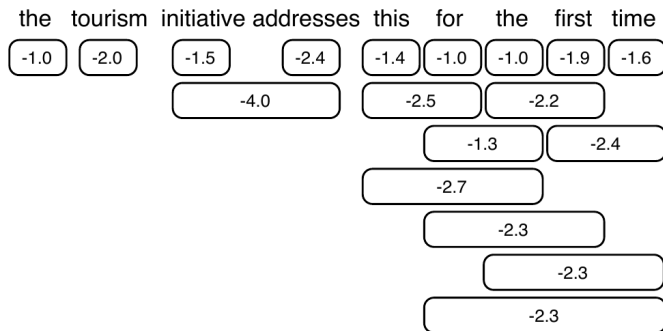 the tourism initiative addresses this for the first time
-1.0 -2.0 -1.5 -2.4 -1.4 -1.0 -1.0 -1.9 -1.6
-4.0 -2.5 -2.2
-1.3 -2.4
-2.7
-2.3
-2.3
-2.3